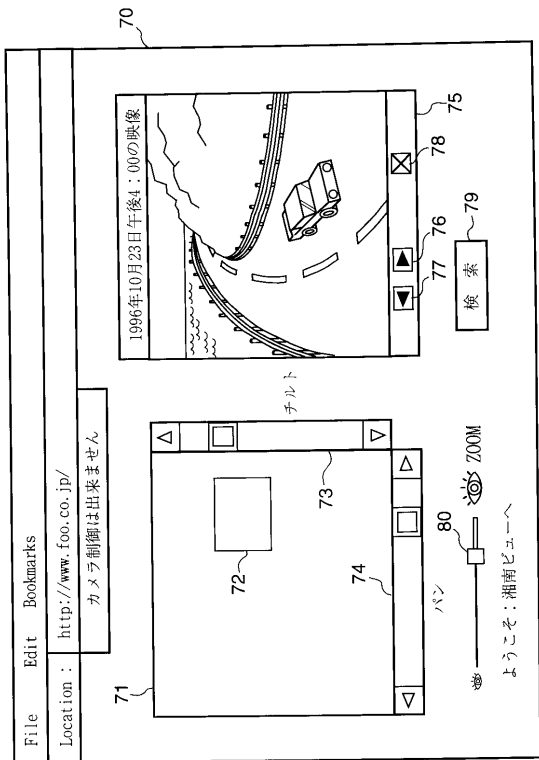 70
File Edit Bookmarks
Location : http://www.foo.co.jp/
カメラ制御は出来ません
71
72
73
74
チルト
パン
80
ZOOM
ようこそ：湘南ビューへ
1996年10月23日午後4：00の映像
75
77 76 78
検 索
79